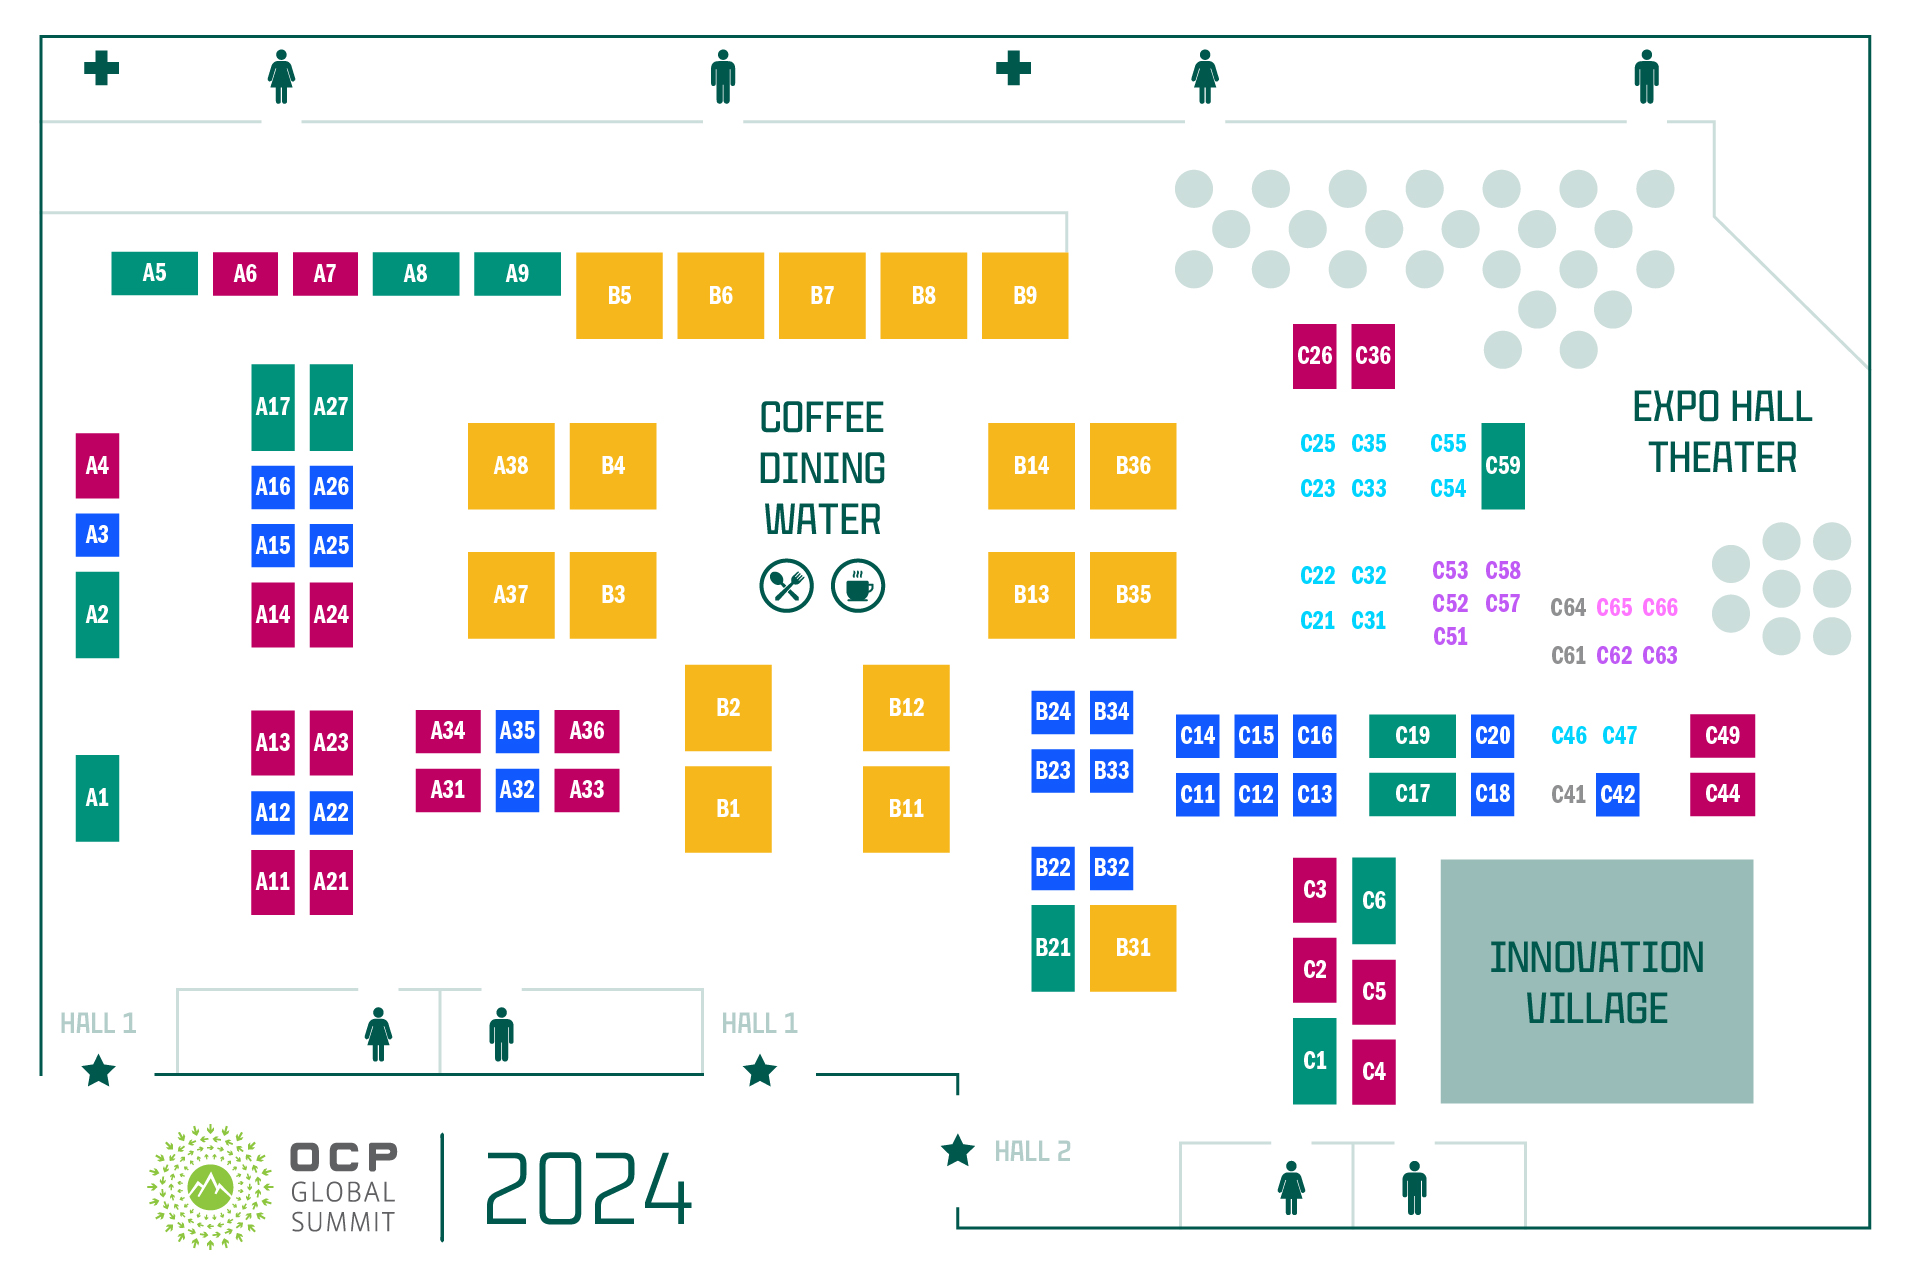 A5 A6 A7 A8 A9
B5 B6 B7 B8 B9
C26 C36
A17 A27
A4
A16 A26
A3
A15 A25
A2
A14 A24
A38 B4
A37 B3
COFFEE
DINING
WATER
B14 B36
B13 B35
C25 C35 C55
C59
C23 C33 C54
EXPO HALL
THEATER
C22 C32
C21 C31
C53 C58
C52 C57
C51
C64 C65 C66
C61 C62 C63
A1
A13 A23
A12 A22
A11 A21
A34 A35 A36
A31 A32 A33
B2 B12
B1 B11
B24 B34
B23 B33
B22 B32
B21 B31
C14 C15 C16 C19 C20 C46 C47 C49
C11 C12 C13 C17 C18 C41 C42 C44
C3 C6
C2 C5
C1 C4
INNOVATION
VILLAGE
HALL 1
HALL 1
HALL 2
OCP
GLOBAL
SUMMIT
2024